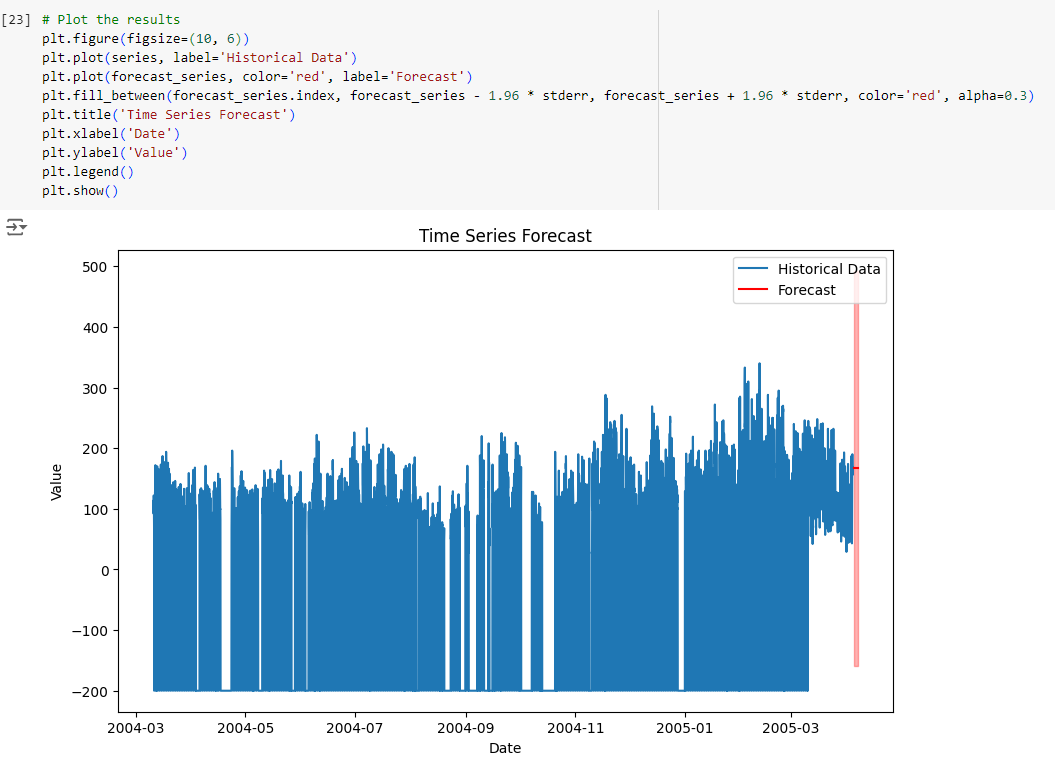 [23] # Plot the results
plt.figure(figsize=(10, 6))
plt.plot(series, label='Historical Data')
plt.plot(forecast_series, color='red', label='Forecast')
plt.fill_between(forecast_series.index, forecast_series - 1.96 * stderr, forecast_series + 1.96 * stderr, color='red', alpha=0.3)
plt.title('Time Series Forecast')
plt.xlabel('Date')
plt.ylabel('Value')
plt.legend()
plt.show()
Time Series Forecast
Historical Data
Forecast
500
400
300
200
100
0
−100
−200
Value
2004-03 2004-05 2004-07 2004-09 2004-11 2005-01 2005-03
Date